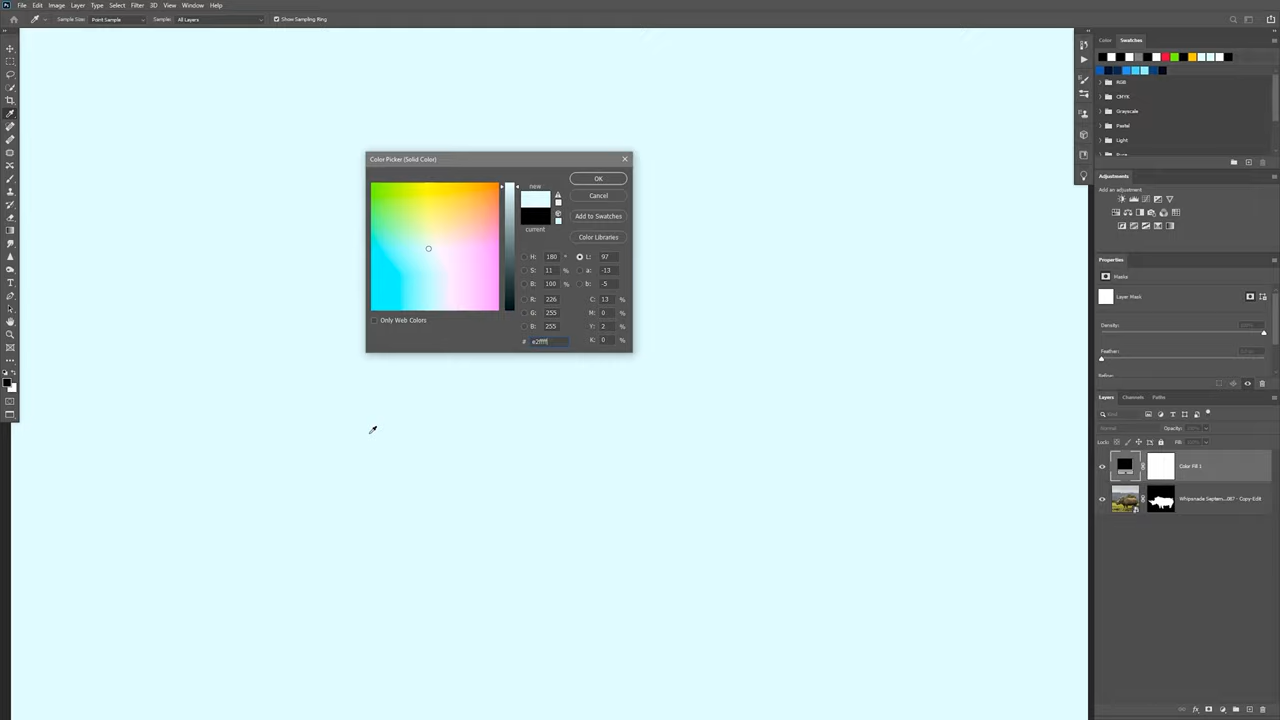 File Edit Image Layer Type Select Filter 3D View Window Help
Sample Size: Point Sample Sample: All Layers Show Sampling Ring
Color Swatches
RGB
CMYK
Grayscale
Pastel
Light
Color Picker (Solid Color)
new
current
OK
Cancel
Add to Swatches
Color Libraries
H: 180 °
S: 11 %
B: 100 %
R: 226
G: 255
B: 255
L: 97
a: -13
b: -5
C: 13 %
M: 0 %
Y: 2 %
K: 0 %
# e2ffff
Only Web Colors
Adjustments
Add an adjustment
Properties
Masks
Layer Mask
Density:
Feather:
Layers Channels Paths
Kind
Normal Opacity: 100%
Lock: Fill:
Color Fill 1
Whipsnade Septem...087 - Copy-Edit